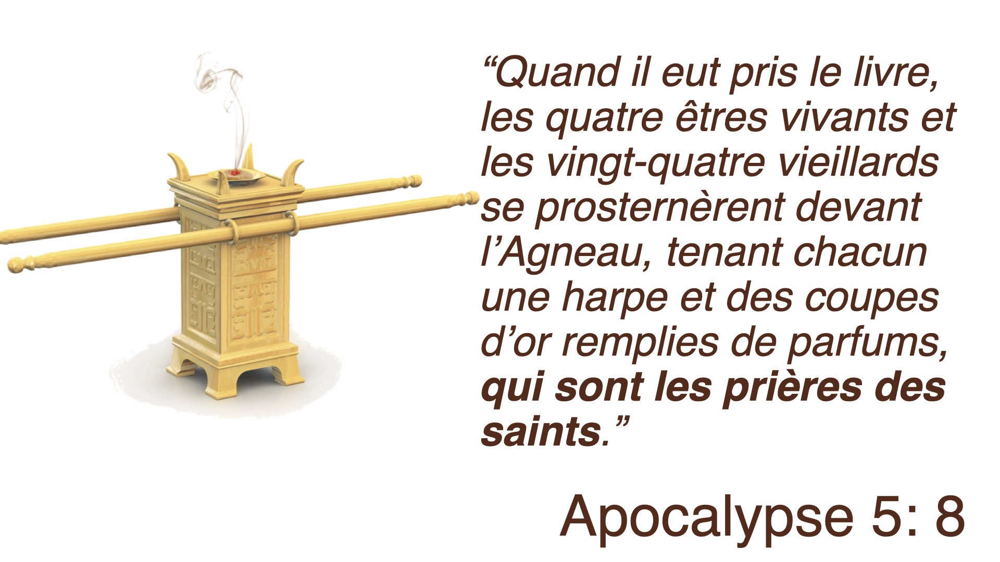 “Quand il eut pris le livre,
les quatre êtres vivants et
les vingt-quatre vieillards
se prosternèrent devant
l’Agneau, tenant chacun
une harpe et des coupes
d’or remplies de parfums,
qui sont les prières des
saints.”
Apocalypse 5: 8